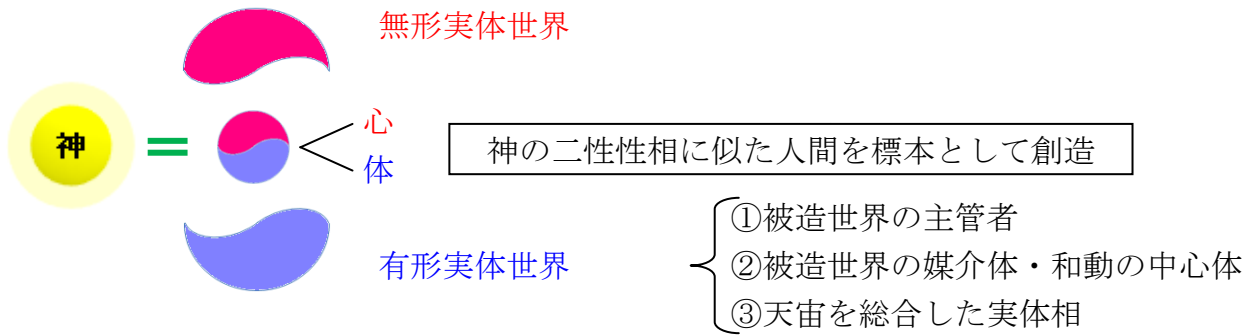 無形実体世界
神
=
心
体
神の二性性相に似た人間を標本として創造
有形実体世界
①被造世界の主管者
②被造世界の媒介体・和動の中心体
③天宙を総合した実体相